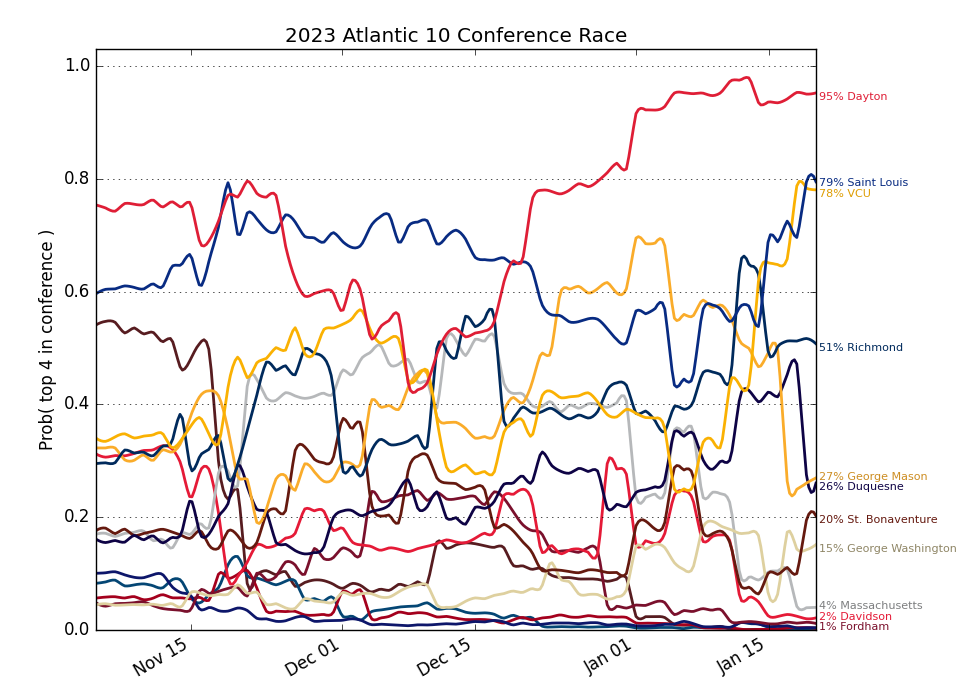 2023 Atlantic 10 Conference Race
Prob( top 4 in conference )
1.0
0.8
0.6
0.4
0.2
0.0
Nov 15
Dec 01
Dec 15
Jan 01
Jan 15
95% Dayton
79% Saint Louis
78% VCU
51% Richmond
27% George Mason
26% Duquesne
20% St. Bonaventure
15% George Washington
4% Massachusetts
2% Davidson
1% Fordham